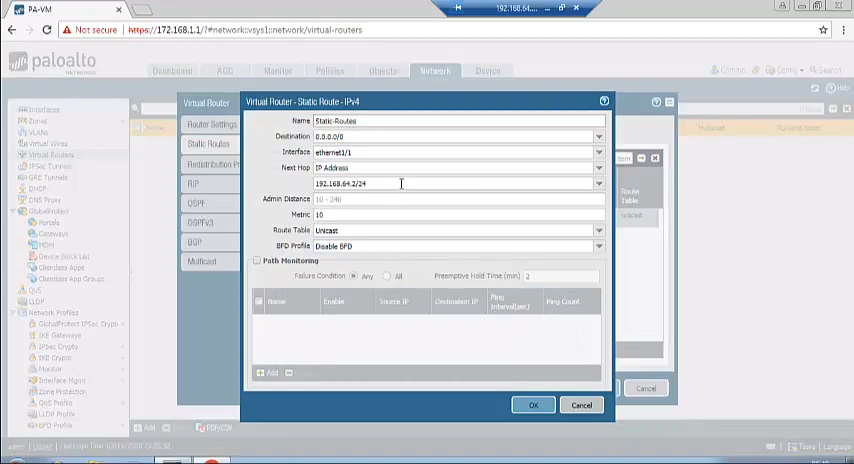 PA-VM
192.168.64....
Not secure https://172.168.1.1/?#network::vsys1::network/virtual-routers
paloalto
NETWORKS
Dashboard ACC Monitor Policies Objects Network Device
Commit Config Search
Help
Interfaces
Zones
VLANs
Virtual Wires
Virtual Routers
IPSec Tunnels
GRE Tunnels
DHCP
DNS Proxy
GlobalProtect
Portals
Gateways
MDM
Device Block List
Clientless Apps
Clientless App Groups
QoS
LLDP
Network Profiles
GlobalProtect IPSec Crypto
IKE Gateways
IPSec Crypto
IKE Crypto
Monitor
Interface Mgmt
Zone Protection
QoS Profile
LLDP Profile
BFD Profile
Virtual Router
Router Settings
Static Routes
Redistribution Pr
RIP
OSPF
OSPFv3
BGP
Multicast
Virtual Router - Static Route - IPv4
Name Static-Routes
Destination 0.0.0.0/0
Interface ethernet1/1
Next Hop IP Address
192.168.64.2/24
Admin Distance 10 - 240
Metric 10
Route Table Unicast
BFD Profile Disable BFD
Path Monitoring
Failure Condition Any All Preemptive Hold Time (min) 2
Name Enable Source IP Destination IP Ping Interval(sec) Ping Count
Add
OK Cancel
Multicast
item
Route Table
unicast
Cancel
Add PDF/CSV
admin Logout
Tasks Language